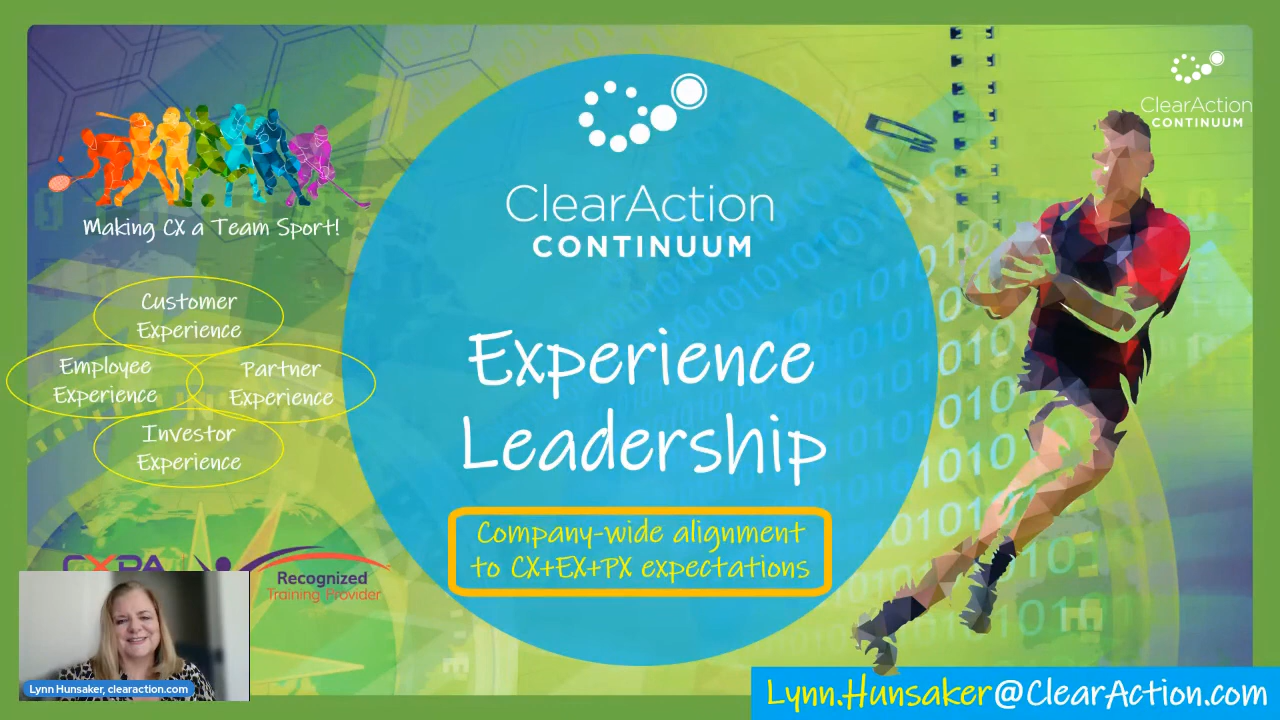 Making CX a Team Sport!
Customer
Experience
Employee
Experience
Partner
Experience
Investor
Experience
CXPA
Recognized
Training Provider
Lynn Hunsaker, clearaction.com
ClearAction
CONTINUUM
Experience
Leadership
Company-wide alignment
to CX+EX+PX expectations
ClearAction
CONTINUUM
Lynn.Hunsaker@ClearAction.com